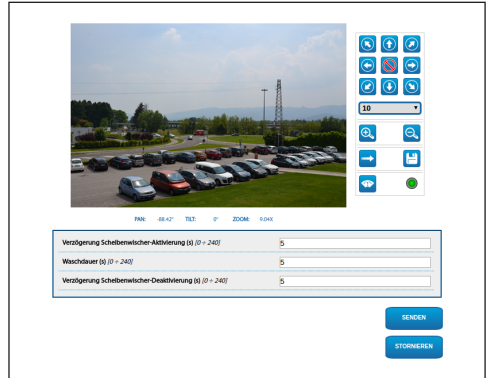 10
PAN: -88.42° TILT: 0° ZOOM: 9.04X
Verzögerung Scheibenwischer-Aktivierung (s) [0 ÷ 240] 5
Waschdauer (s) [0 ÷ 240] 5
Verzögerung Scheibenwischer-Deaktivierung (s) [0 ÷ 240] 5
SENDEN
STORNIEREN